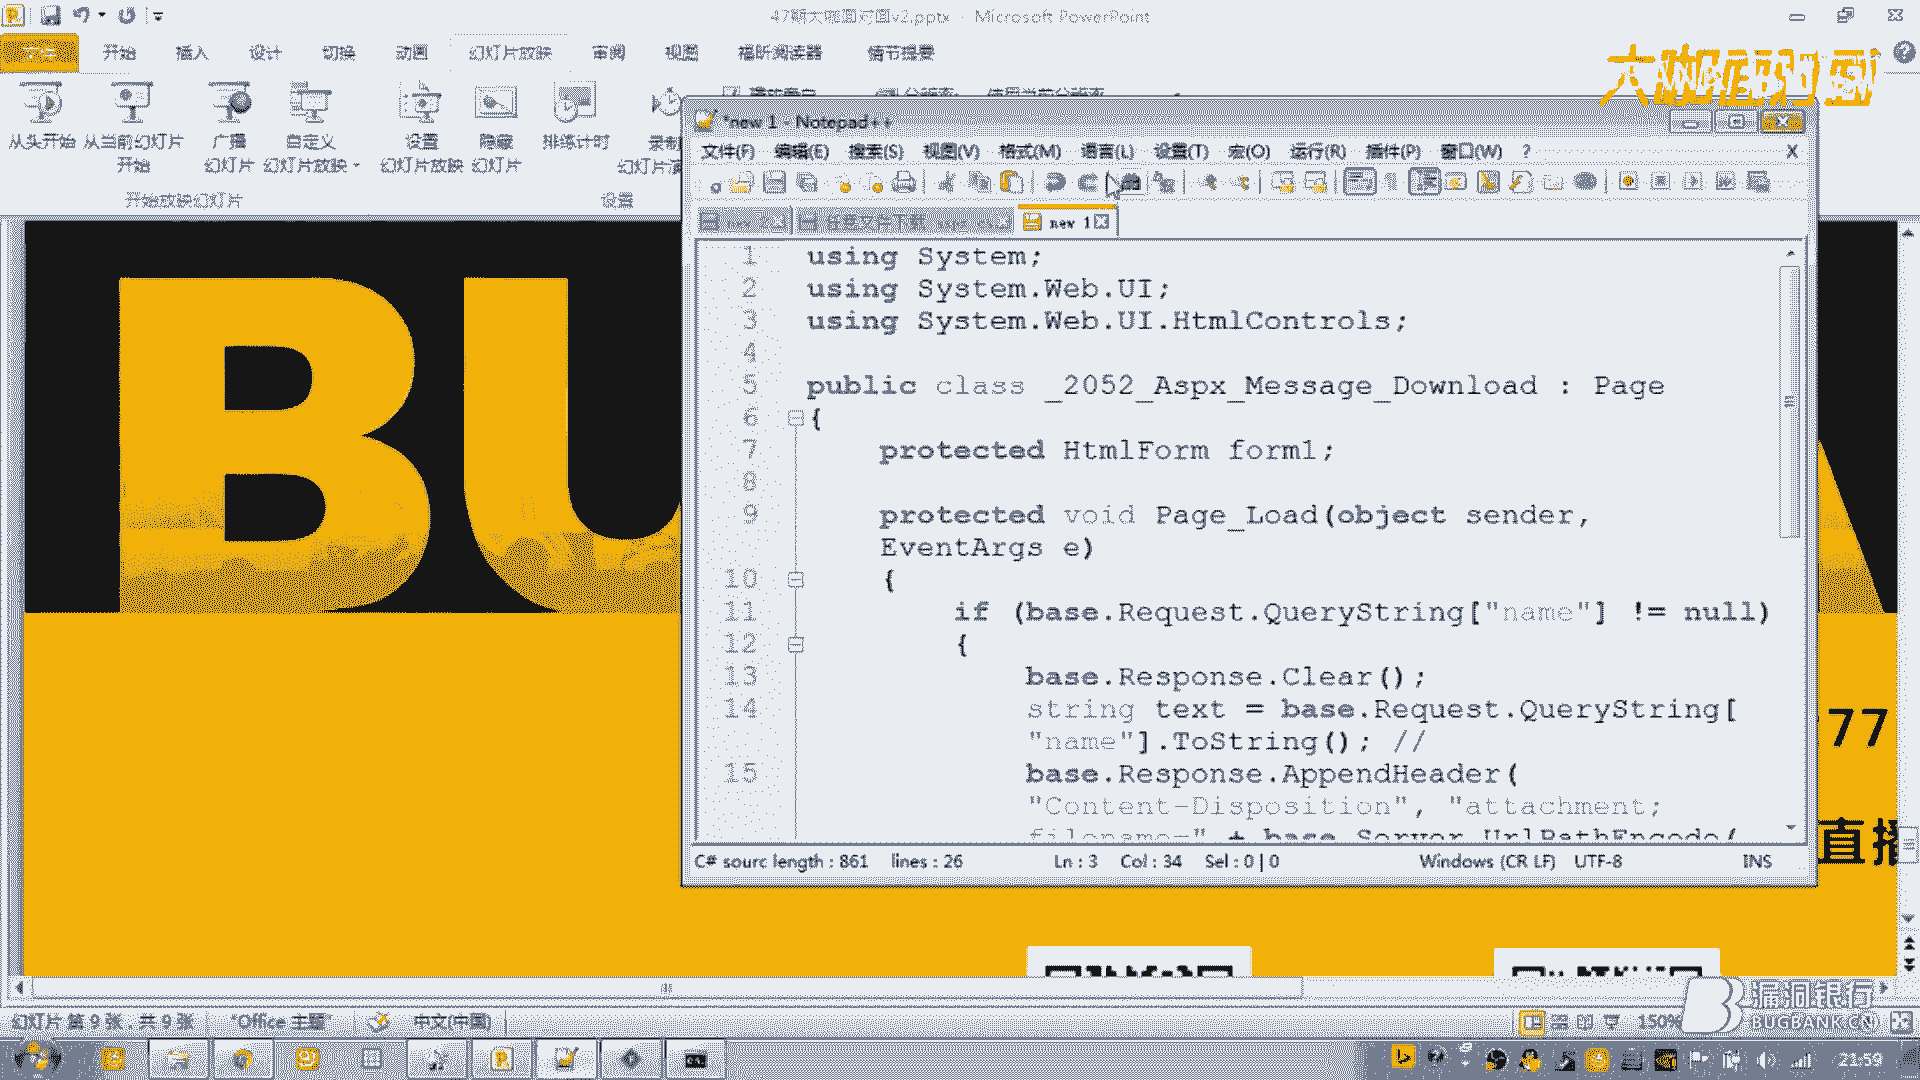 47期大咖面对面v2.pptx - Microsoft PowerPoint
文件 开始 插入 设计 切换 动画 幻灯片放映 审阅 视图 福昕阅读器 情节提要
从头开始 从当前幻灯片 广播 自定义 设置 隐藏 排练计时 录制
开始 幻灯片 幻灯片放映 幻灯片放映 幻灯片 幻灯片演
开始放映幻灯片 设置
*new 1 - Notepad++
文件(F) 编辑(E) 搜索(S) 视图(V) 格式(M) 语言(L) 设置(T) 宏(O) 运行(R) 插件(P) 窗口(W) ? X
任意文件下载 new 1
1 using System;
2 using System.Web.UI;
3 using System.Web.UI.HtmlControls;
4
5 public class _2052_Aspx_Message_Download : Page
6 {
7 protected HtmlForm form1;
8
9 protected void Page_Load(object sender,
EventArgs e)
10 {
11 if (base.Request.QueryString["name"] != null)
12 {
13 base.Response.Clear();
14 string text = base.Request.QueryString[
"name"].ToString(); //
15 base.Response.AppendHeader(
"Content-Disposition", "attachment;
filename=" + base.Server.UrlPathEncode(
C# sourc length : 861 lines : 26 Ln : 3 Col : 34 Sel : 0 | 0 Windows (CR LF) UTF-8 INS
BU
77
直播
幻灯片 第 9 张，共 9 张 "Office 主题" 中文(中国) 150%
漏洞银行
BUGBANK.CN
21:59